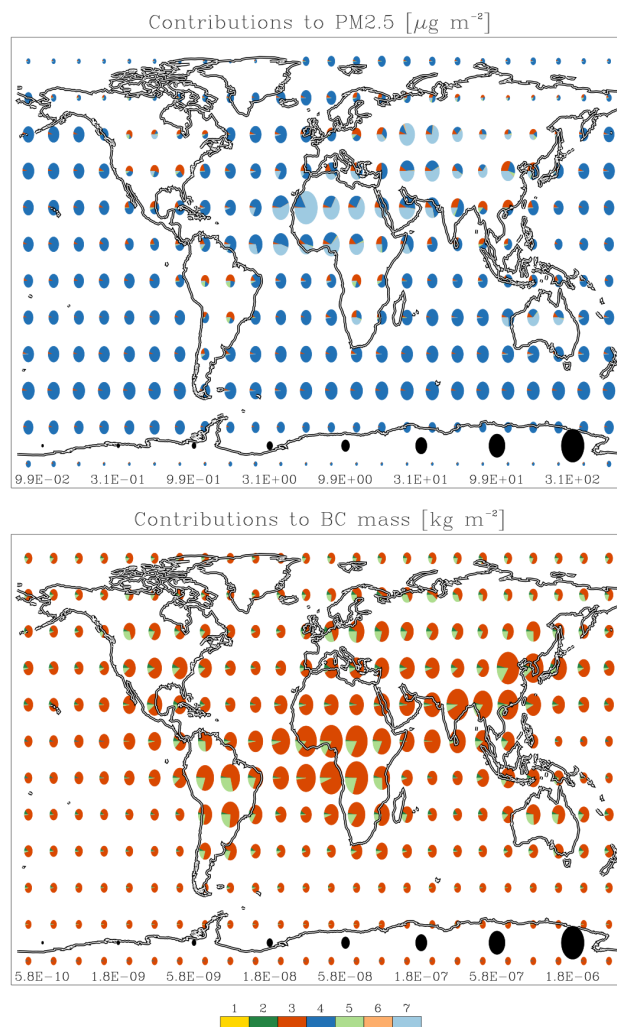 Contributions to PM2.5 [μg m⁻²]
9.9E-02 3.1E-01 9.9E-01 3.1E+00 9.9E+00 3.1E+01 9.9E+01 3.1E+02
Contributions to BC mass [kg m⁻²]
5.8E-10 1.8E-09 5.8E-09 1.8E-08 5.8E-08 1.8E-07 5.8E-07 1.8E-06
1 2 3 4 5 6 7